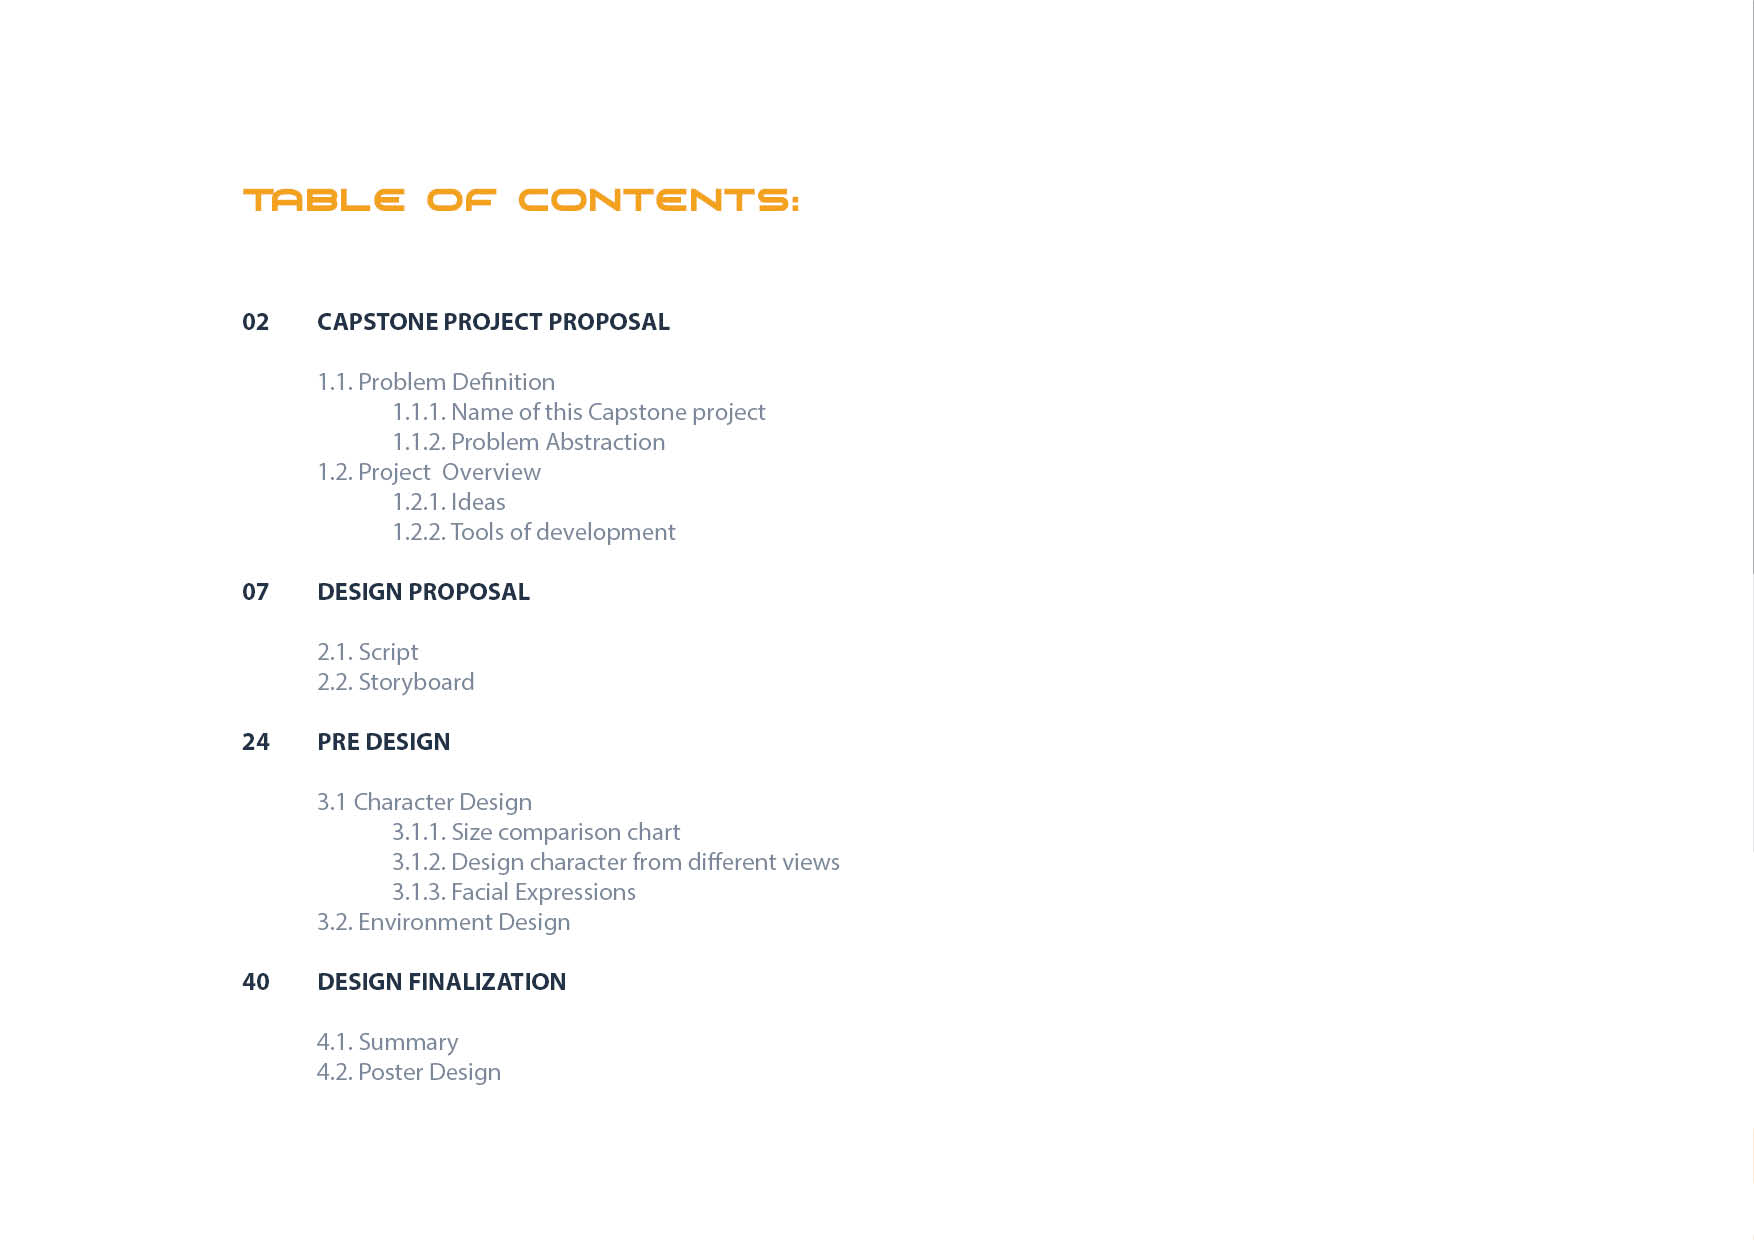 TABLE OF CONTENTS:
02 CAPSTONE PROJECT PROPOSAL
1.1. Problem Definition
1.1.1. Name of this Capstone project
1.1.2. Problem Abstraction
1.2. Project  Overview
1.2.1. Ideas
1.2.2. Tools of development
07 DESIGN PROPOSAL
2.1. Script
2.2. Storyboard
24 PRE DESIGN
3.1 Character Design
3.1.1. Size comparison chart
3.1.2. Design character from different views
3.1.3. Facial Expressions
3.2. Environment Design
40 DESIGN FINALIZATION
4.1. Summary
4.2. Poster Design